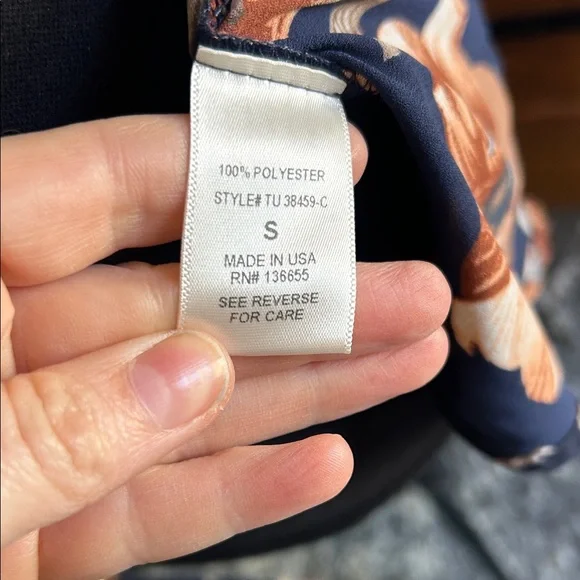 100% POLYESTER
STYLE# TU 38459-C
S
MADE IN USA
RN# 136655
SEE REVERSE
FOR CARE